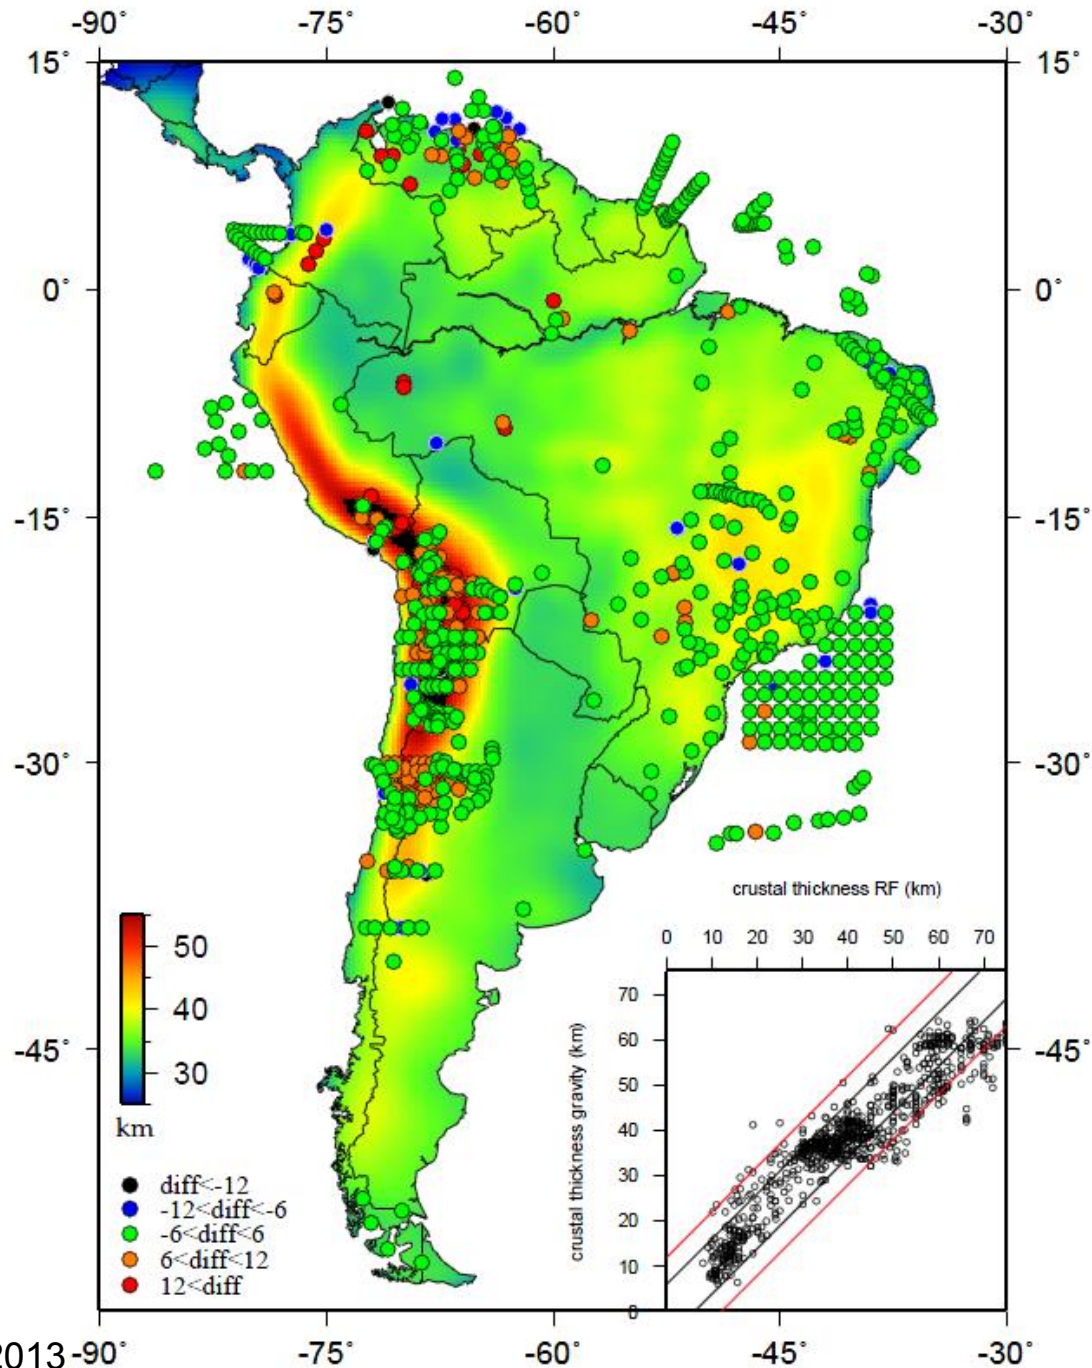 -90° -75° -60° -45° -30°
15° 15°
0° 0°
-15° -15°
-30° -30°
-45° -45°
50
40
30
km
diff<-12
-12<diff<-6
-6<diff<6
6<diff<12
12<diff
crustal thickness RF (km)
0 10 20 30 40 50 60 70
crustal thickness gravity (km)
70
60
50
40
30
20
10
0
2013 -90° -75° -60° -45° -30°